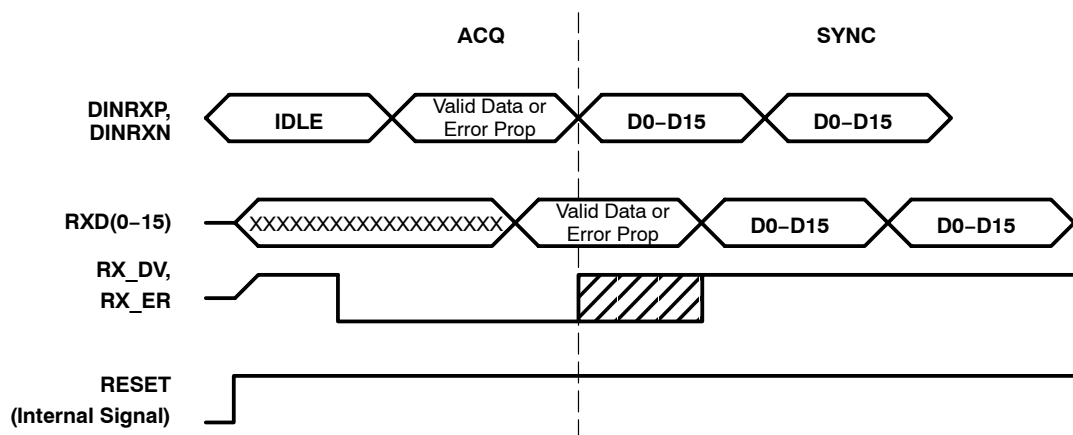 ACQ SYNC
DINRXP,
DINRXN
IDLE
Valid Data or
Error Prop
D0–D15
D0–D15
RXD(0–15)
XXXXXXXXXXXXXXXXXXX
Valid Data or
Error Prop
D0–D15
D0–D15
RX_DV,
RX_ER
RESET
(Internal Signal)